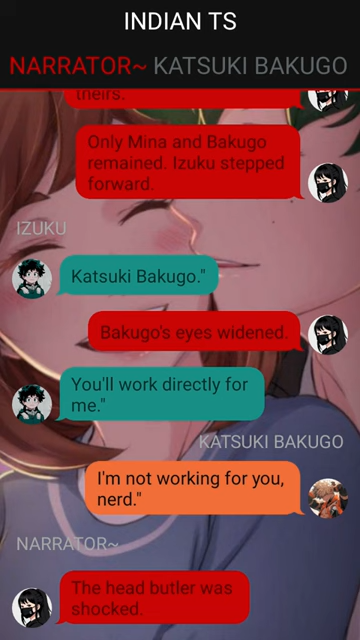 INDIAN TS
NARRATOR~ KATSUKI BAKUGO
theirs.
Only Mina and Bakugo
remained. Izuku stepped
forward.
IZUKU
Katsuki Bakugo."
Bakugo's eyes widened.
You'll work directly for
me."
KATSUKI BAKUGO
I'm not working for you,
nerd."
NARRATOR~
The head butler was
shocked.